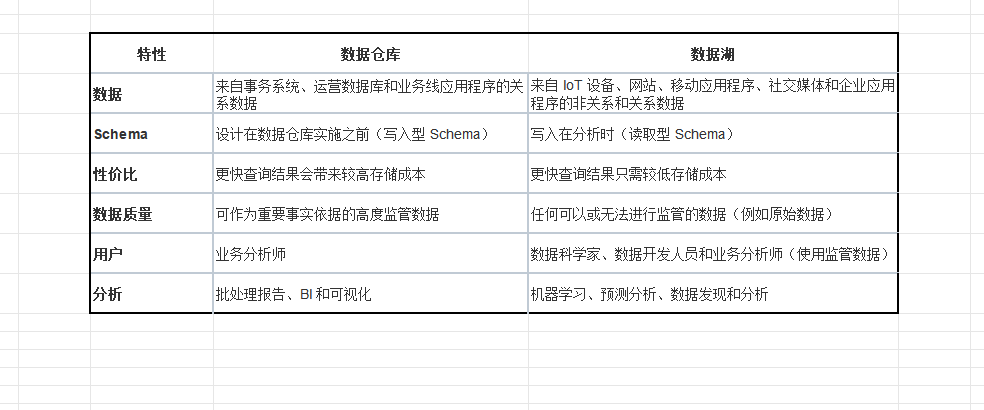 特性 数据仓库 数据湖
数据 来自事务系统、运营数据库和业务线应用程序的关 来自 IoT 设备、网站、移动应用程序、社交媒体和企业应用
系数据 程序的非关系和关系数据
Schema 设计在数据仓库实施之前（写入型 Schema） 写入在分析时（读取型 Schema）
性价比 更快查询结果会带来较高存储成本 更快查询结果只需较低存储成本
数据质量 可作为重要事实依据的高度监管数据 任何可以或无法进行监管的数据（例如原始数据）
用户 业务分析师 数据科学家、数据开发人员和业务分析师（使用监管数据）
分析 批处理报告、BI 和可视化 机器学习、预测分析、数据发现和分析